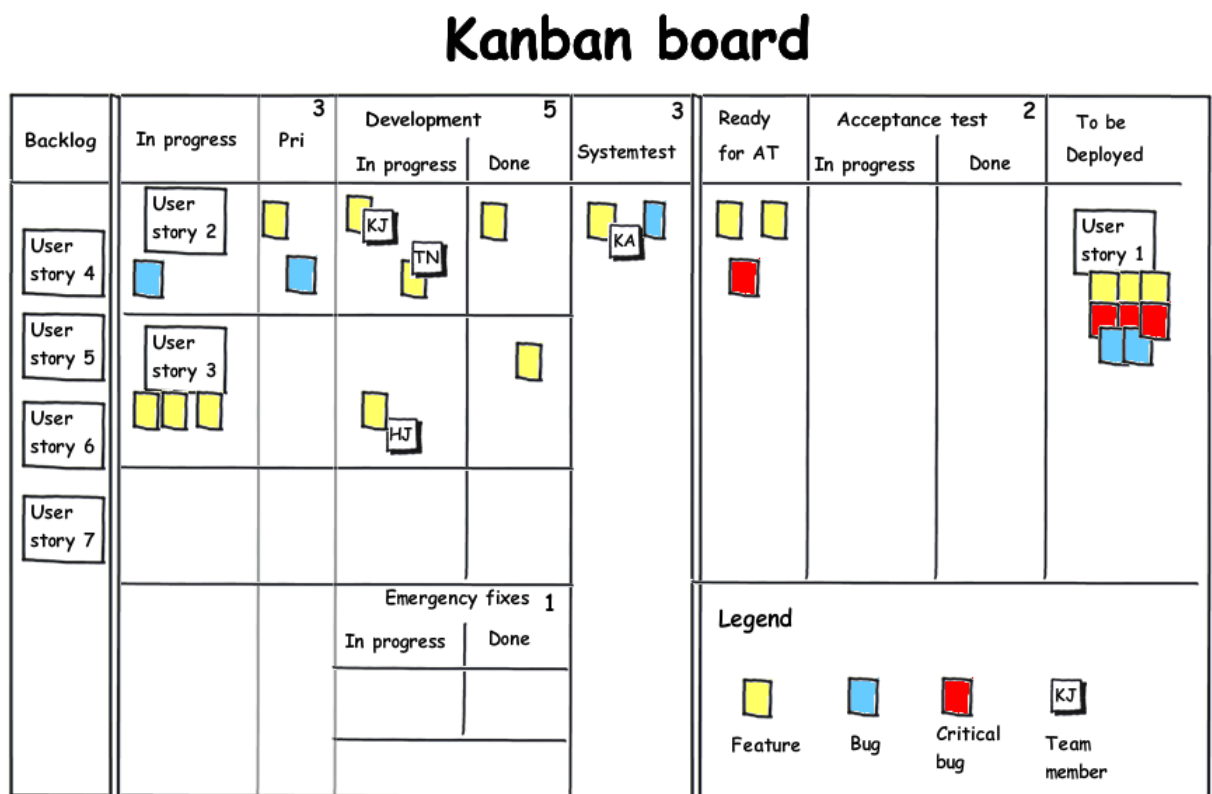 Kanban board
Backlog
In progress
3
Pri
Development
5
In progress
Done
3
Systemtest
Ready
for AT
Acceptance test
2
In progress
Done
To be
Deployed
User
story 4
User
story 5
User
story 6
User
story 7
User
story 2
KJ
TN
KA
User
story 1
User
story 3
HJ
Emergency fixes
1
In progress
Done
Legend
Feature
Bug
Critical
bug
KJ
Team
member